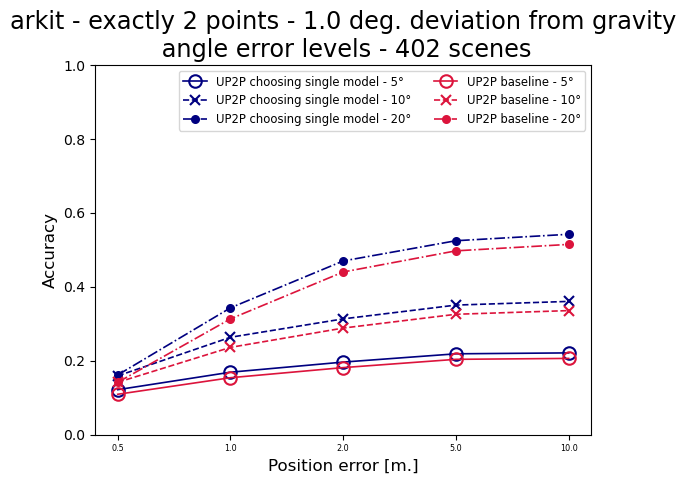 arkit - exactly 2 points - 1.0 deg. deviation from gravity
angle error levels - 402 scenes
UP2P choosing single model - 5°
UP2P choosing single model - 10°
UP2P choosing single model - 20°
UP2P baseline - 5°
UP2P baseline - 10°
UP2P baseline - 20°
Accuracy
1.0
0.8
0.6
0.4
0.2
0.0
0.5 1.0 2.0 5.0 10.0
Position error [m.]